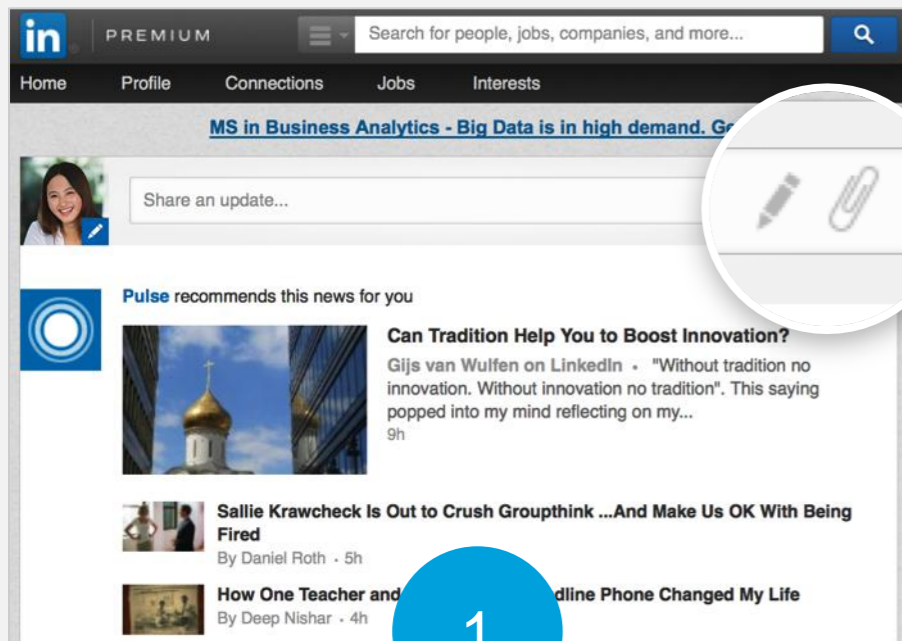 in PREMIUM Search for people, jobs, companies, and more...
Home Profile Connections Jobs Interests
MS in Business Analytics - Big Data is in high demand.
Share an update...
Pulse recommends this news for you
Can Tradition Help You to Boost Innovation?
Gijs van Wulfen on LinkedIn · "Without tradition no
innovation. Without innovation no tradition". This saying
popped into my mind reflecting on my...
9h
Sallie Krawcheck Is Out to Crush Groupthink ...And Make Us OK With Being
Fired
By Daniel Roth · 5h
How One Teacher and dline Phone Changed My Life
By Deep Nishar · 4h
1